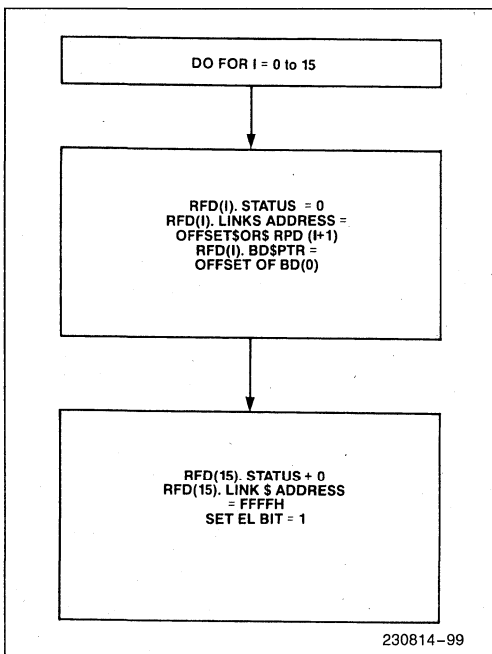 DO FOR I = 0 to 15
RFD(I). STATUS = 0
RFD(I). LINKS ADDRESS =
OFFSET$OR$ RPD (I+1)
RFD(I). BD$PTR =
OFFSET OF BD(0)
RFD(15). STATUS + 0
RFD(15). LINK $ ADDRESS
= FFFFH
SET EL BIT = 1
230814–99